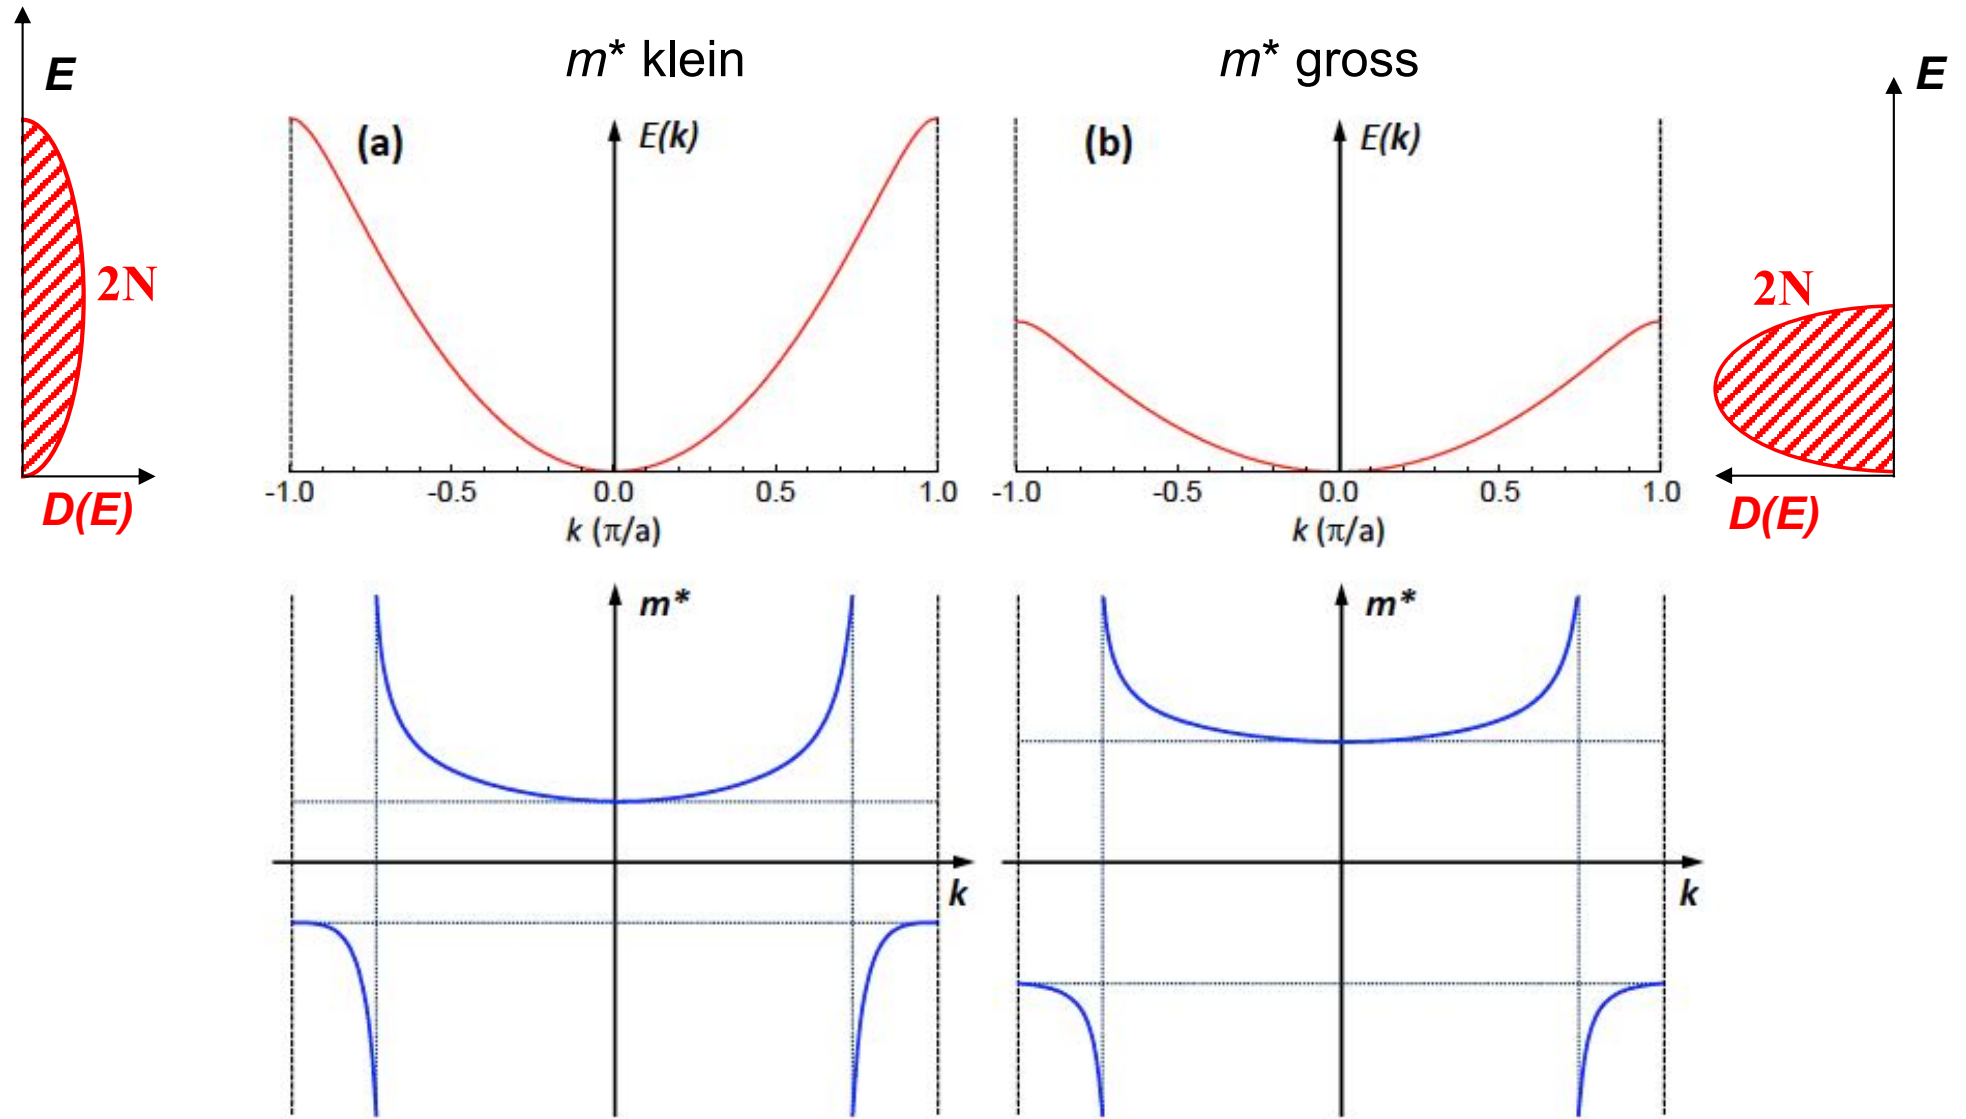 E
m* klein
m* gross
E
(a)
E(k)
(b)
E(k)
2N
2N
-1.0 -0.5 0.0 0.5 1.0
-1.0 -0.5 0.0 0.5 1.0
D(E)
k (π/a)
k (π/a)
D(E)
m*
m*
k
k